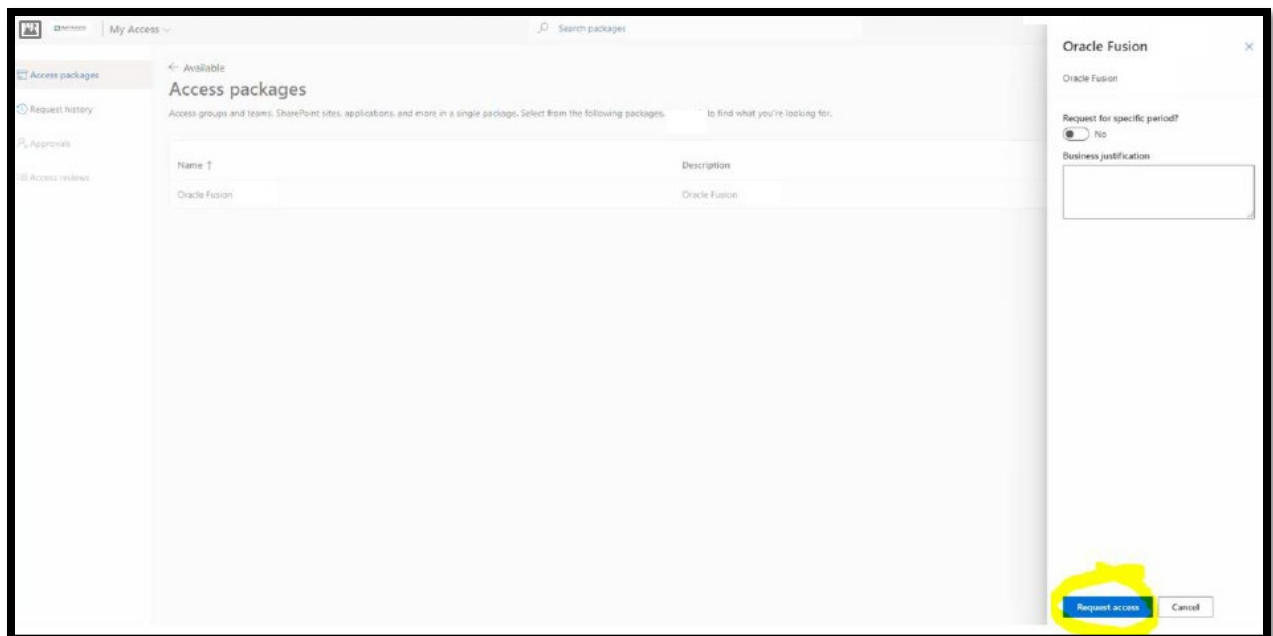 My Access
Search packages
Access packages
Request history
Approvals
Access reviews
← Available
Access packages
Access groups and teams, SharePoint sites, applications, and more in a single package. Select from the following packages, to find what you're looking for.
Name ↑ Description
Oracle Fusion Oracle Fusion
Oracle Fusion
Oracle Fusion
Request for specific period?
No
Business justification
Request access Cancel